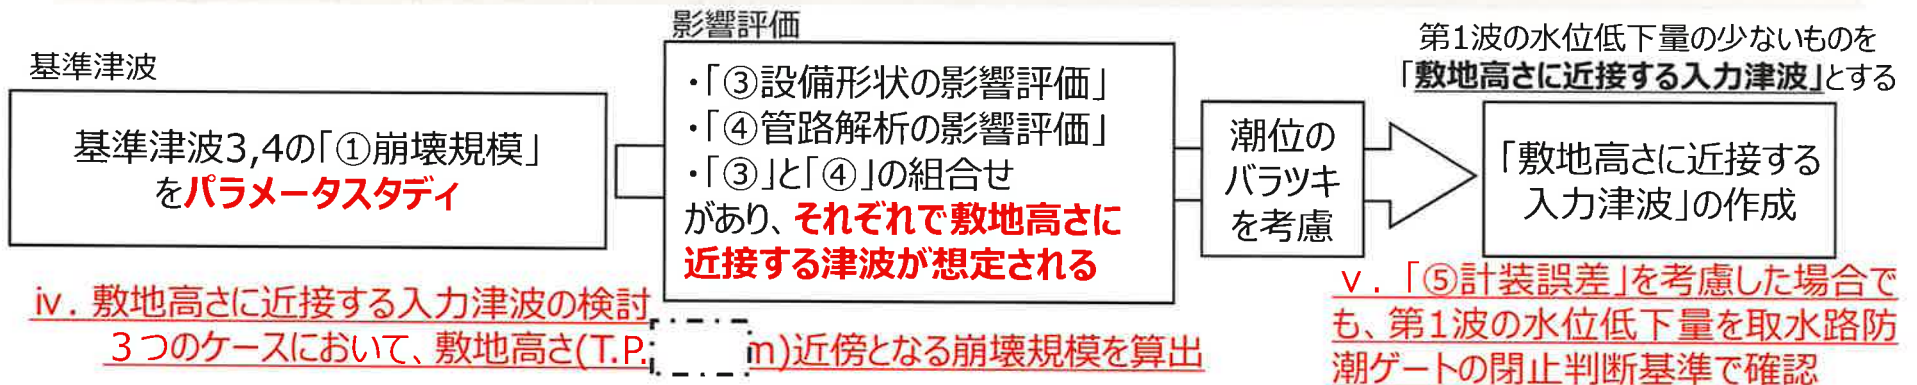 基準津波
基準津波3,4の「①崩壊規模」
をパラメータスタディ
影響評価
・「③設備形状の影響評価」
・「④管路解析の影響評価」
・「③」と「④」の組合せ
があり、それぞれで敷地高さに
近接する津波が想定される
潮位の
バラツキ
を考慮
第1波の水位低下量の少ないものを
「敷地高さに近接する入力津波」とする
「敷地高さに近接する
入力津波」の作成
ⅳ. 敷地高さに近接する入力津波の検討
３つのケースにおいて、敷地高さ(T.P. m)近傍となる崩壊規模を算出
ⅴ. 「⑤計装誤差」を考慮した場合で
も、第1波の水位低下量を取水路防
潮ゲートの閉止判断基準で確認